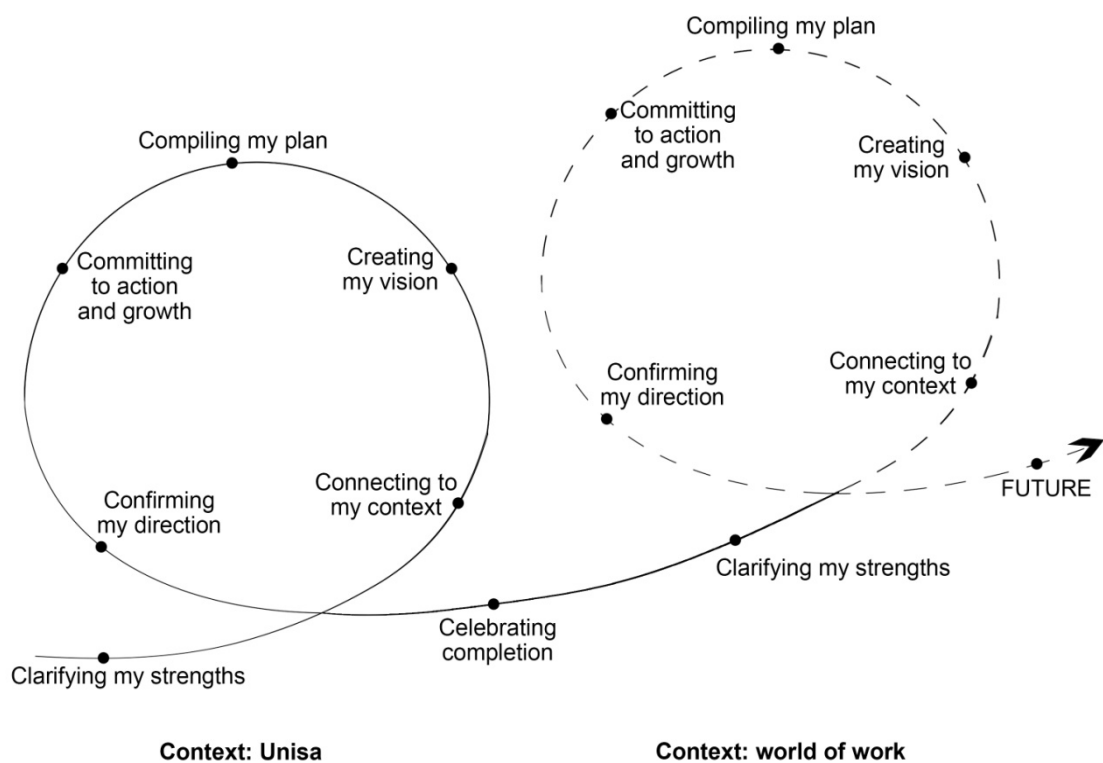 Compiling my plan
Committing
to action
and growth
Creating
my vision
Compiling my plan
Committing
to action
and growth
Creating
my vision
Confirming
my direction
Connecting to
my context
FUTURE
Confirming
my direction
Connecting to
my context
Clarifying my strengths
Celebrating
completion
Clarifying my strengths
Context: Unisa
Context: world of work